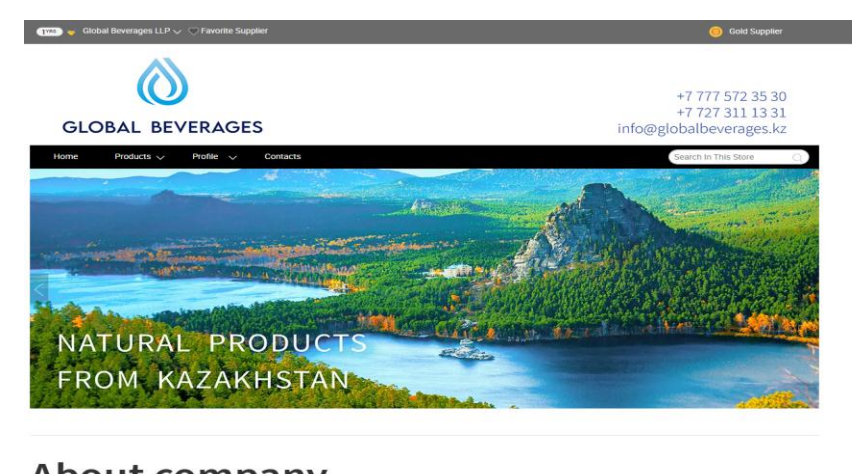 1YRS Global Beverages LLP Favorite Supplier Gold Supplier
GLOBAL BEVERAGES
+7 777 572 35 30
+7 727 311 13 31
info@globalbeverages.kz
Home Products Profile Contacts Search In This Store
NATURAL PRODUCTS
FROM KAZAKHSTAN
About company